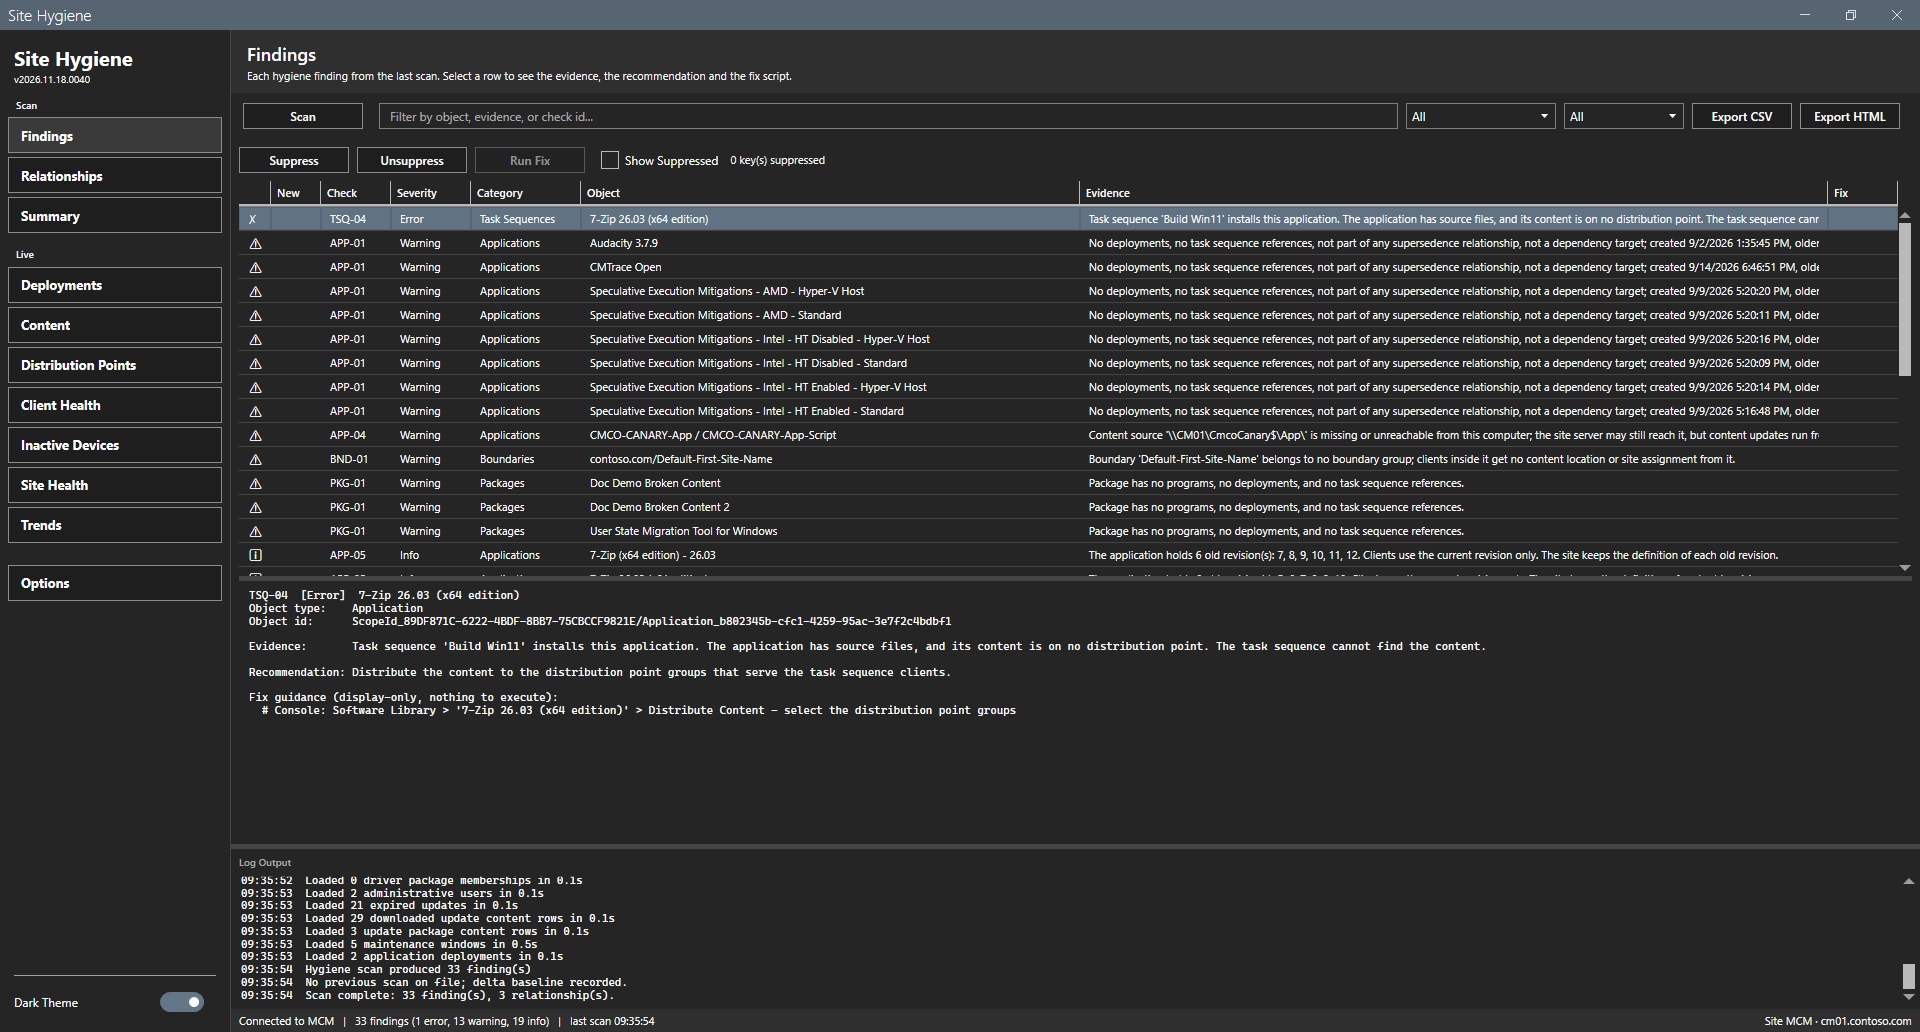 Site Hygiene
Site Hygiene
v2026.11.18.0040
Scan
Findings
Relationships
Summary
Live
Deployments
Content
Distribution Points
Client Health
Inactive Devices
Site Health
Trends
Options
Dark Theme
Findings
Each hygiene finding from the last scan. Select a row to see the evidence, the recommendation and the fix script.
Scan Filter by object, evidence, or check id... All All Export CSV Export HTML
Suppress Unsuppress Run Fix Show Suppressed 0 key(s) suppressed
New Check Severity Category Object Evidence Fix
X TSQ-04 Error Task Sequences 7-Zip 26.03 (x64 edition) Task sequence 'Build Win11' installs this application. The application has source files, and its content is on no distribution point. The task sequence canr
APP-01 Warning Applications Audacity 3.7.9 No deployments, no task sequence references, not part of any supersedence relationship, not a dependency target; created 9/2/2026 1:35:45 PM, older
APP-01 Warning Applications CMTrace Open No deployments, no task sequence references, not part of any supersedence relationship, not a dependency target; created 9/14/2026 6:46:51 PM, olde
APP-01 Warning Applications Speculative Execution Mitigations - AMD - Hyper-V Host No deployments, no task sequence references, not part of any supersedence relationship, not a dependency target; created 9/9/2026 5:20:20 PM, older
APP-01 Warning Applications Speculative Execution Mitigations - AMD - Standard No deployments, no task sequence references, not part of any supersedence relationship, not a dependency target; created 9/9/2026 5:20:11 PM, older
APP-01 Warning Applications Speculative Execution Mitigations - Intel - HT Disabled - Hyper-V Host No deployments, no task sequence references, not part of any supersedence relationship, not a dependency target; created 9/9/2026 5:20:16 PM, older
APP-01 Warning Applications Speculative Execution Mitigations - Intel - HT Disabled - Standard No deployments, no task sequence references, not part of any supersedence relationship, not a dependency target; created 9/9/2026 5:20:09 PM, older
APP-01 Warning Applications Speculative Execution Mitigations - Intel - HT Enabled - Hyper-V Host No deployments, no task sequence references, not part of any supersedence relationship, not a dependency target; created 9/9/2026 5:20:14 PM, older
APP-01 Warning Applications Speculative Execution Mitigations - Intel - HT Enabled - Standard No deployments, no task sequence references, not part of any supersedence relationship, not a dependency target; created 9/9/2026 5:16:48 PM, older
APP-04 Warning Applications CMCO-CANARY-App / CMCO-CANARY-App-Script Content source '\\CM01\CmcoCanary$\App\' is missing or unreachable from this computer; the site server may still reach it, but content updates run fr
BND-01 Warning Boundaries contoso.com/Default-First-Site-Name Boundary 'Default-First-Site-Name' belongs to no boundary group; clients inside it get no content location or site assignment from it.
PKG-01 Warning Packages Doc Demo Broken Content Package has no programs, no deployments, and no task sequence references.
PKG-01 Warning Packages Doc Demo Broken Content 2 Package has no programs, no deployments, and no task sequence references.
PKG-01 Warning Packages User State Migration Tool for Windows Package has no programs, no deployments, and no task sequence references.
APP-05 Info Applications 7-Zip (x64 edition) - 26.03 The application holds 6 old revision(s): 7, 8, 9, 10, 11, 12. Clients use the current revision only. The site keeps the definition of each old revision.
TSQ-04 [Error] 7-Zip 26.03 (x64 edition)
Object type: Application
Object id: ScopeId_89DF871C-6222-4BDF-8BB7-75CBCCF9821E/Application_b802345b-cfc1-4259-95ac-3e7f2c4bdbf1
Evidence: Task sequence 'Build Win11' installs this application. The application has source files, and its content is on no distribution point. The task sequence cannot find the content.
Recommendation: Distribute the content to the distribution point groups that serve the task sequence clients.
Fix guidance (display-only, nothing to execute):
# Console: Software Library > '7-Zip 26.03 (x64 edition)' > Distribute Content - select the distribution point groups
Log Output
09:35:52 Loaded 0 driver package memberships in 0.1s
09:35:53 Loaded 2 administrative users in 0.1s
09:35:53 Loaded 21 expired updates in 0.1s
09:35:53 Loaded 29 downloaded update content rows in 0.1s
09:35:53 Loaded 3 update package content rows in 0.1s
09:35:53 Loaded 5 maintenance windows in 0.5s
09:35:53 Loaded 2 application deployments in 0.1s
09:35:54 Hygiene scan produced 33 finding(s)
09:35:54 No previous scan on file; delta baseline recorded.
09:35:54 Scan complete: 33 finding(s), 3 relationship(s).
Connected to MCM | 33 findings (1 error, 13 warning, 19 info) | last scan 09:35:54
Site MCM · cm01.contoso.com